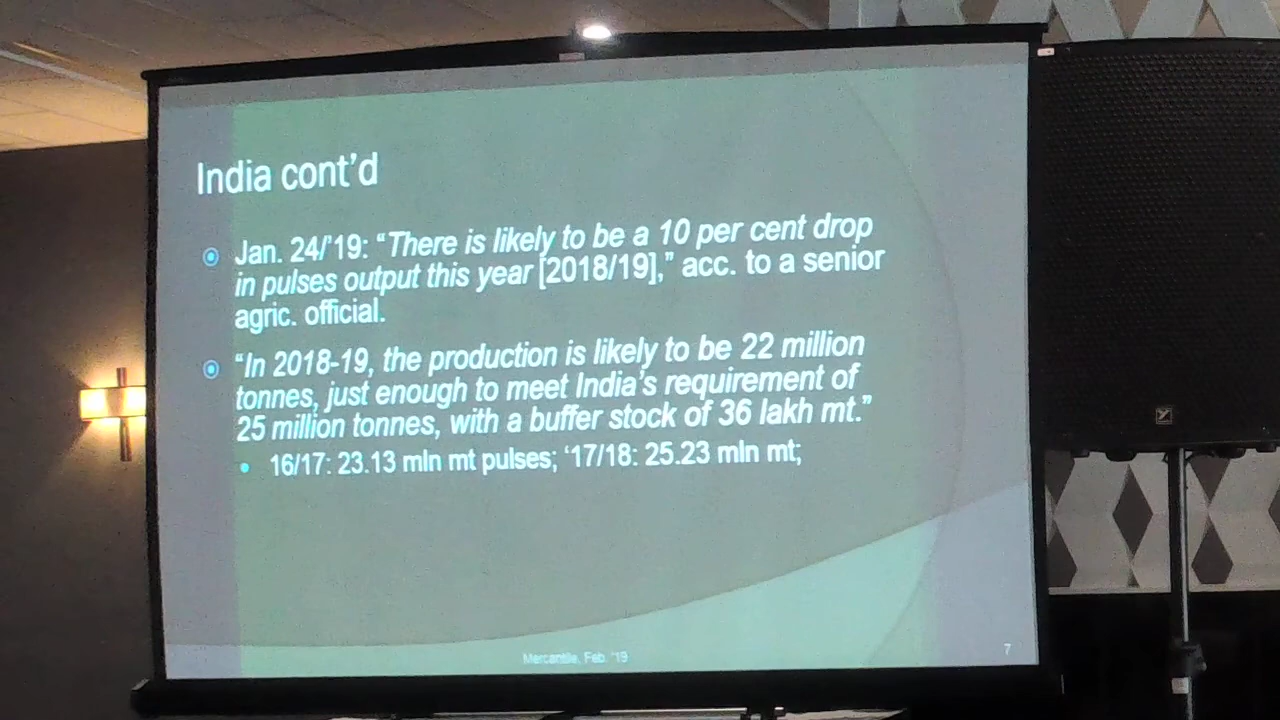 India cont’d
Jan. 24/’19: “There is likely to be a 10 per cent drop
in pulses output this year [2018/19],” acc. to a senior
agric. official.
“In 2018-19, the production is likely to be 22 million
tonnes, just enough to meet India’s requirement of
25 million tonnes, with a buffer stock of 36 lakh mt.”
16/17: 23.13 mln mt pulses; ‘17/18: 25.23 mln mt;
Mercantile, Feb. ’19
7